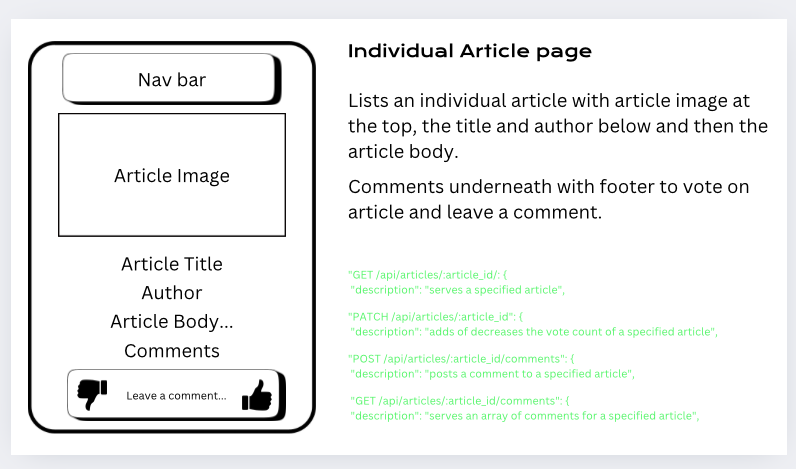 Nav bar
Article Image
Article Title
Author
Article Body...
Comments
Leave a comment...
Individual Article page
Lists an individual article with article image at
the top, the title and author below and then the
article body.
Comments underneath with footer to vote on
article and leave a comment.
"GET /api/articles/:article_id/: {
"description": "serves a specified article",
"PATCH /api/articles/:article_id": {
"description": "adds of decreases the vote count of a specified article",
"POST /api/articles/:article_id/comments": {
"description": "posts a comment to a specified article",
"GET /api/articles/:article_id/comments": {
"description": "serves an array of comments for a specified article",